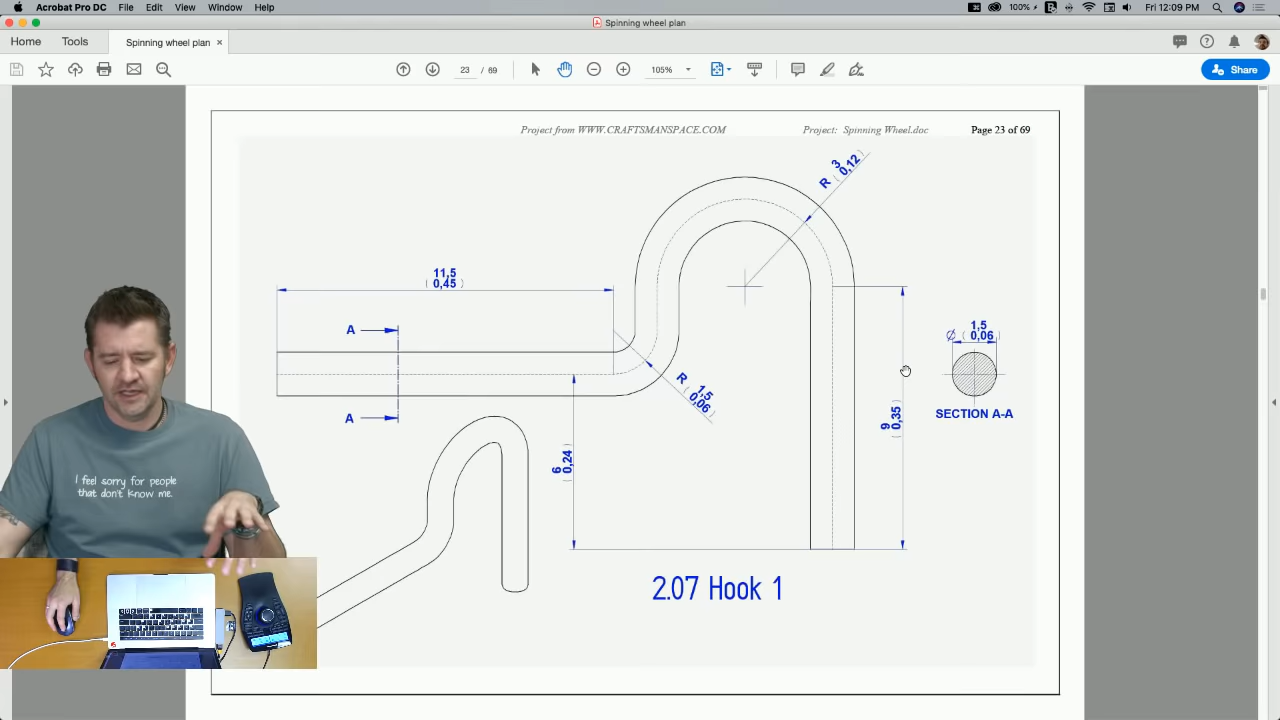 Acrobat Pro DC File Edit View Window Help
100% Fri 12:09 PM
Spinning wheel plan
Home Tools Spinning wheel plan ×
23 / 69 105% Share
Project from WWW.CRAFTSMANSPACE.COM Project: Spinning Wheel.doc Page 23 of 69
R 3 (0,12)
11,5
(0,45)
A
A
R 1,5 (0,06)
6 (0,24)
9 (0,35)
Ø 1,5 (0,06)
SECTION A-A
2.07 Hook 1
I feel sorry for people
that don't know me.